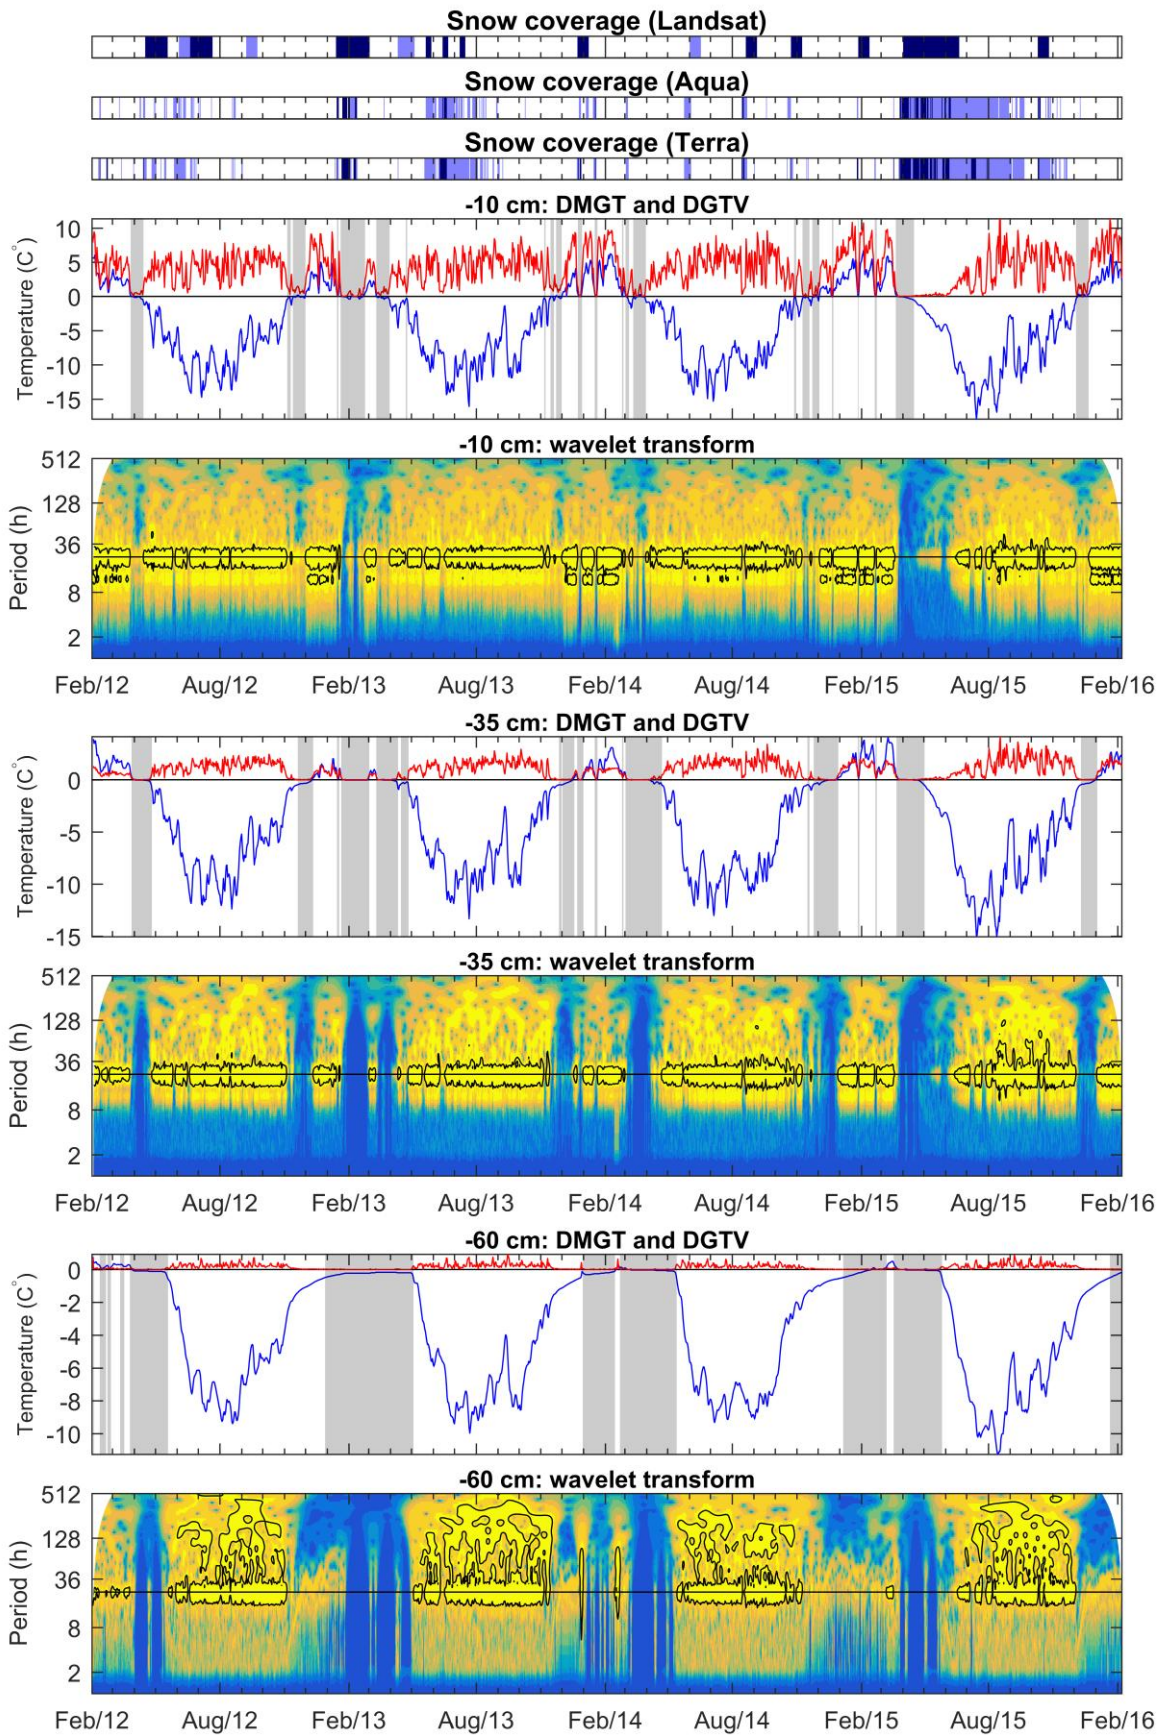 Snow coverage (Landsat)
Snow coverage (Aqua)
Snow coverage (Terra)
-10 cm: DMGT and DGTV
Temperature (C°)
10
5
0
-5
-10
-15
-10 cm: wavelet transform
Period (h)
512
128
36
8
2
Feb/12 Aug/12 Feb/13 Aug/13 Feb/14 Aug/14 Feb/15 Aug/15 Feb/16
-35 cm: DMGT and DGTV
Temperature (C°)
0
-5
-10
-15
-35 cm: wavelet transform
Period (h)
512
128
36
8
2
Feb/12 Aug/12 Feb/13 Aug/13 Feb/14 Aug/14 Feb/15 Aug/15 Feb/16
-60 cm: DMGT and DGTV
Temperature (C°)
0
-2
-4
-6
-8
-10
-60 cm: wavelet transform
Period (h)
512
128
36
8
2
Feb/12 Aug/12 Feb/13 Aug/13 Feb/14 Aug/14 Feb/15 Aug/15 Feb/16